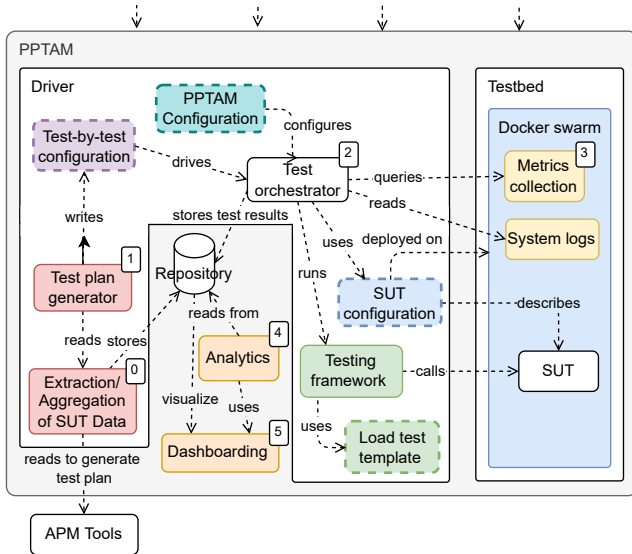 PPTAM
Driver
Testbed
PPTAM
Configuration
configures
Test-by-test
configuration
drives
2
Test
orchestrator
Docker swarm
3
Metrics
collection
queries
reads
System logs
writes
stores test results
uses
deployed on
1
Test plan
generator
Repository
runs
SUT
configuration
describes
reads
stores
reads from
4
Analytics
Testing
framework
calls
SUT
0
Extraction/
Aggregation
of SUT Data
visualize
uses
uses
5
Dashboarding
Load test
template
reads to generate
test plan
APM Tools